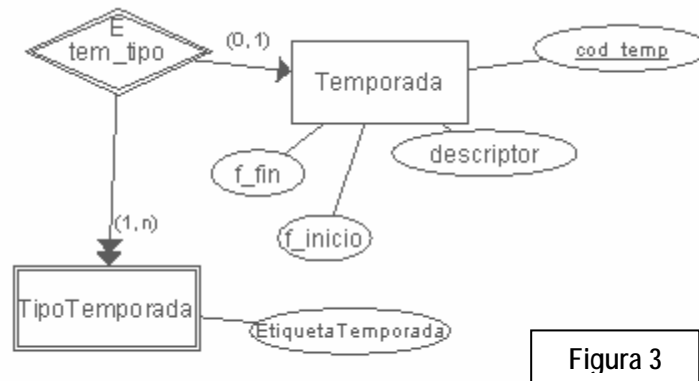 E
tem_tipo
(0,1)
Temporada
cod_temp
f_fin
descriptor
f_inicio
(1,n)
TipoTemporada
EtiquetaTemporada
Figura 3